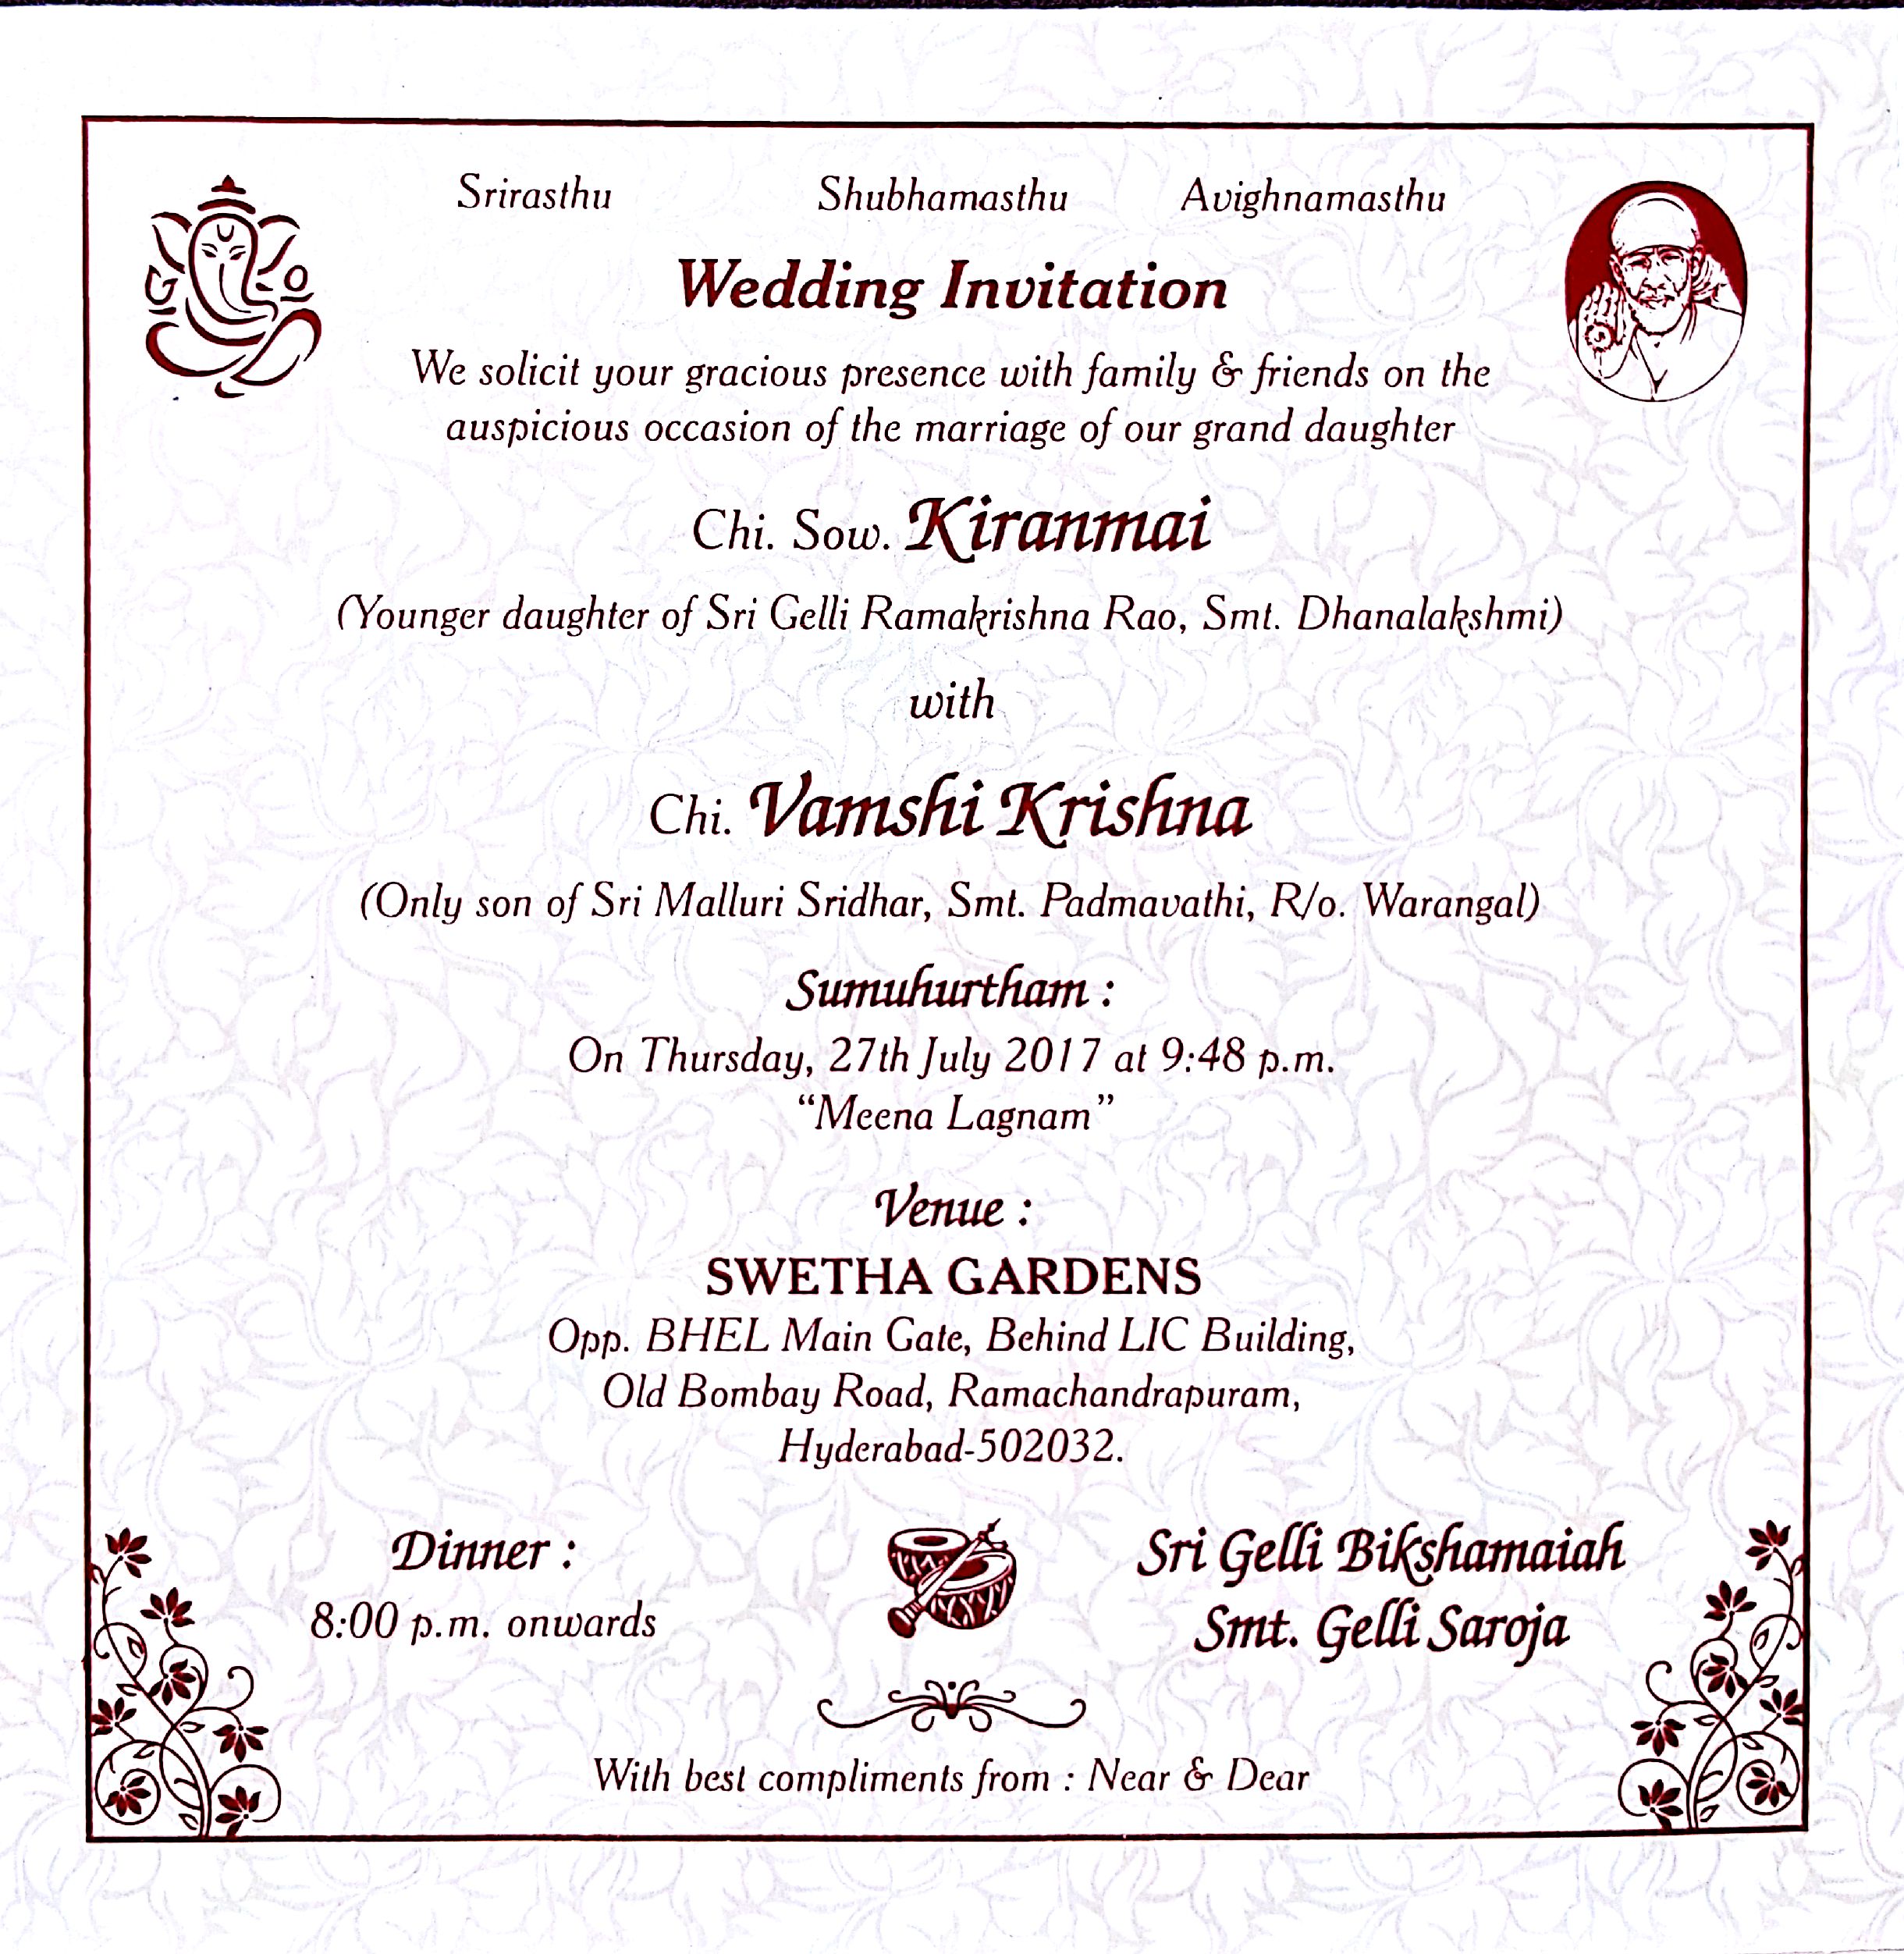 Srirasthu Shubhamasthu Avighnamasthu
Wedding Invitation
We solicit your gracious presence with family & friends on the
auspicious occasion of the marriage of our grand daughter
Chi. Sow. Kiranmai
(Younger daughter of Sri Gelli Ramakrishna Rao, Smt. Dhanalakshmi)
with
Chi. Vamshi Krishna
(Only son of Sri Malluri Sridhar, Smt. Padmavathi, R/o. Warangal)
Sumuhurtham :
On Thursday, 27th July 2017 at 9:48 p.m.
“Meena Lagnam”
Venue :
SWETHA GARDENS
Opp. BHEL Main Gate, Behind LIC Building,
Old Bombay Road, Ramachandrapuram,
Hyderabad-502032.
Dinner :
8:00 p.m. onwards
Sri Gelli Bikshamaiah
Smt. Gelli Saroja
With best compliments from : Near & Dear